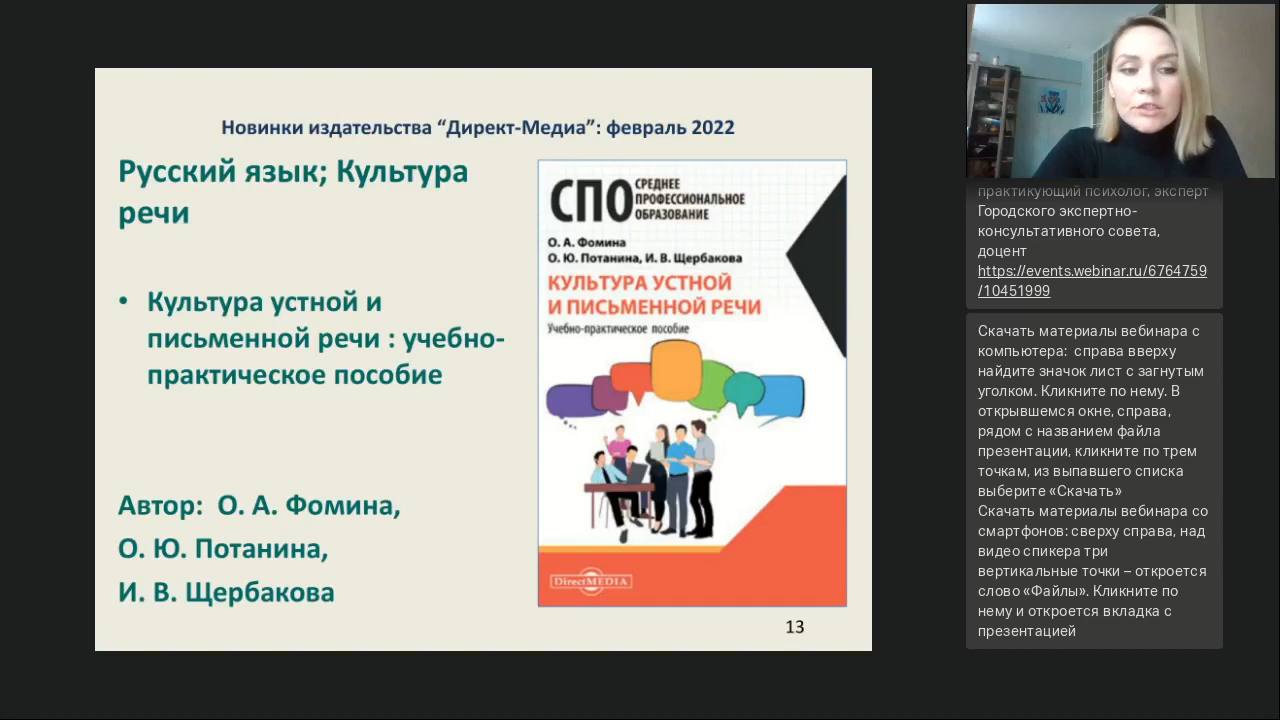 Новинки издательства “Директ-Медиа”: февраль 2022
Русский язык; Культура
речи
• Культура устной и
письменной речи : учебно-
практическое пособие
Автор:  О. А. Фомина,
О. Ю. Потанина,
И. В. Щербакова
СПО
СРЕДНЕЕ
ПРОФЕССИОНАЛЬНОЕ
ОБРАЗОВАНИЕ
О. А. Фомина
О. Ю. Потанина, И. В. Щербакова
КУЛЬТУРА УСТНОЙ
И ПИСЬМЕННОЙ РЕЧИ
Учебно-практическое пособие
DirectMEDIA
13
практикующий психолог, эксперт
Городского экспертно-
консультативного совета,
доцент
https://events.webinar.ru/6764759
/10451999
Скачать материалы вебинара с
компьютера:  справа вверху
найдите значок лист с загнутым
уголком. Кликните по нему. В
открывшемся окне, справа,
рядом с названием файла
презентации, кликните по трем
точкам, из выпавшего списка
выберите «Скачать»
Скачать материалы вебинара со
смартфонов: сверху справа, над
видео спикера три
вертикальные точки – откроется
слово «Файлы». Кликните по
нему и откроется вкладка с
презентацией